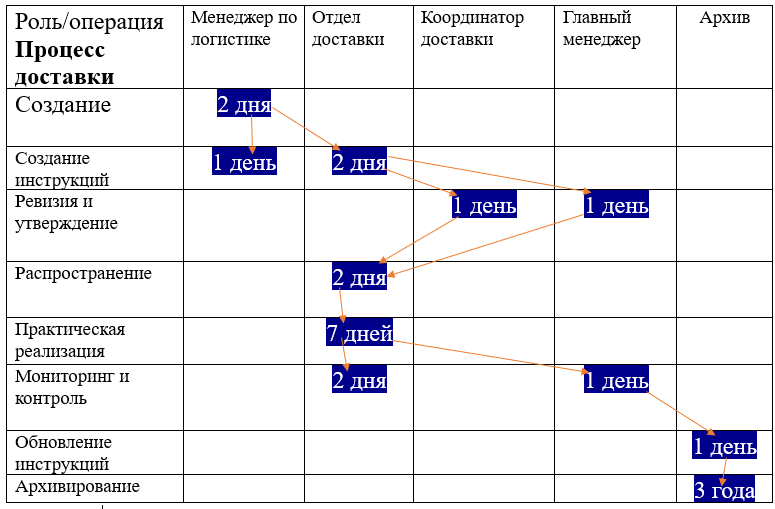 Роль/операция
Процесс
доставки
Менеджер по
логистике
Отдел
доставки
Координатор
доставки
Главный
менеджер
Архив
Создание
2 дня
Создание
инструкций
1 день
2 дня
Ревизия и
утверждение
1 день
1 день
Распространение
2 дня
Практическая
реализация
7 дней
Мониторинг и
контроль
2 дня
1 день
Обновление
инструкций
1 день
Архивирование
3 года